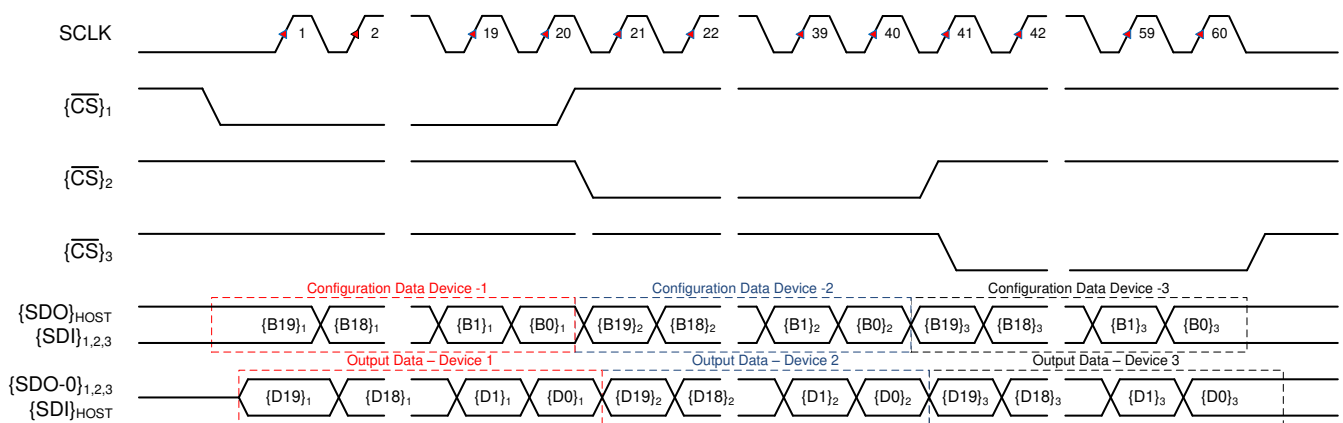 SCLK 1 2 19 20 21 22 39 40 41 42 59 60
{CS}1
{CS}2
{CS}3
Configuration Data Device -1 Configuration Data Device -2 Configuration Data Device -3
{SDO}HOST
{SDI}1,2,3
{B19}1 {B18}1 {B1}1 {B0}1 {B19}2 {B18}2 {B1}2 {B0}2 {B19}3 {B18}3 {B1}3 {B0}3
Output Data – Device 1 Output Data – Device 2 Output Data – Device 3
{SDO-0}1,2,3
{SDI}HOST
{D19}1 {D18}1 {D1}1 {D0}1 {D19}2 {D18}2 {D1}2 {D0}2 {D19}3 {D18}3 {D1}3 {D0}3